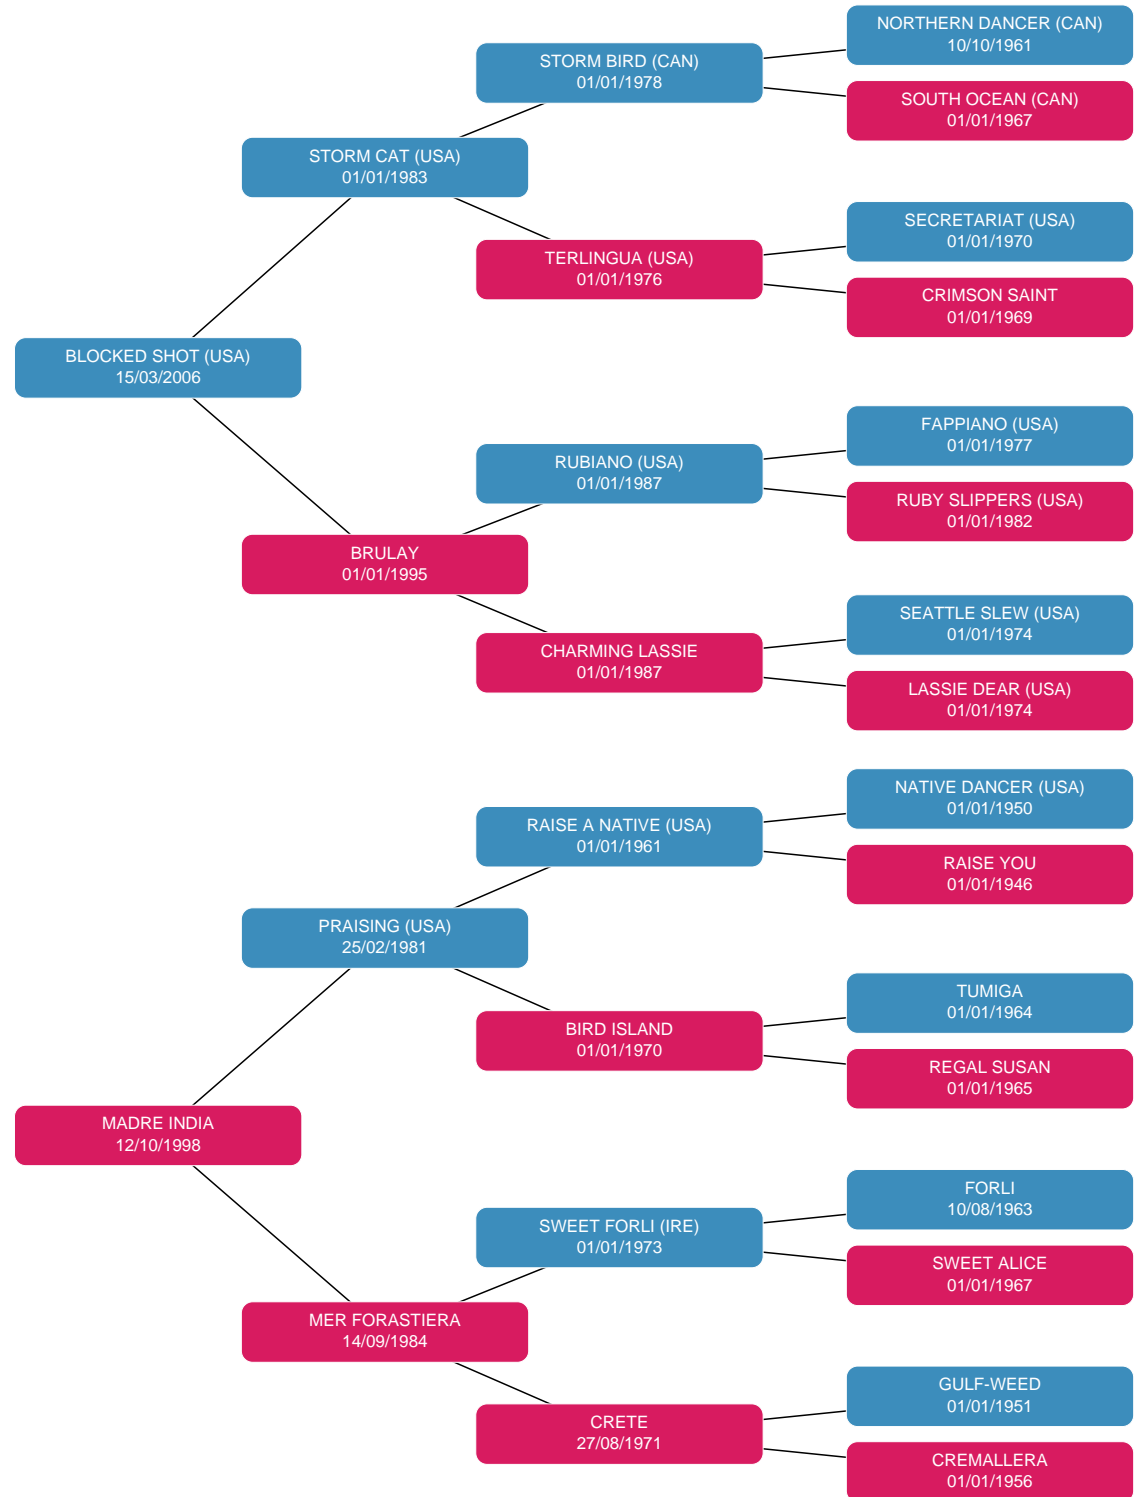 NORTHERN DANCER (CAN)
10/10/1961
STORM BIRD (CAN)
01/01/1978
SOUTH OCEAN (CAN)
01/01/1967
STORM CAT (USA)
01/01/1983
SECRETARIAT (USA)
01/01/1970
TERLINGUA (USA)
01/01/1976
CRIMSON SAINT
01/01/1969
BLOCKED SHOT (USA)
15/03/2006
FAPPIANO (USA)
01/01/1977
RUBIANO (USA)
01/01/1987
RUBY SLIPPERS (USA)
01/01/1982
BRULAY
01/01/1995
SEATTLE SLEW (USA)
01/01/1974
CHARMING LASSIE
01/01/1987
LASSIE DEAR (USA)
01/01/1974
NATIVE DANCER (USA)
01/01/1950
RAISE A NATIVE (USA)
01/01/1961
RAISE YOU
01/01/1946
PRAISING (USA)
25/02/1981
TUMIGA
01/01/1964
BIRD ISLAND
01/01/1970
REGAL SUSAN
01/01/1965
MADRE INDIA
12/10/1998
FORLI
10/08/1963
SWEET FORLI (IRE)
01/01/1973
SWEET ALICE
01/01/1967
MER FORASTIERA
14/09/1984
GULF-WEED
01/01/1951
CRETE
27/08/1971
CREMALLERA
01/01/1956